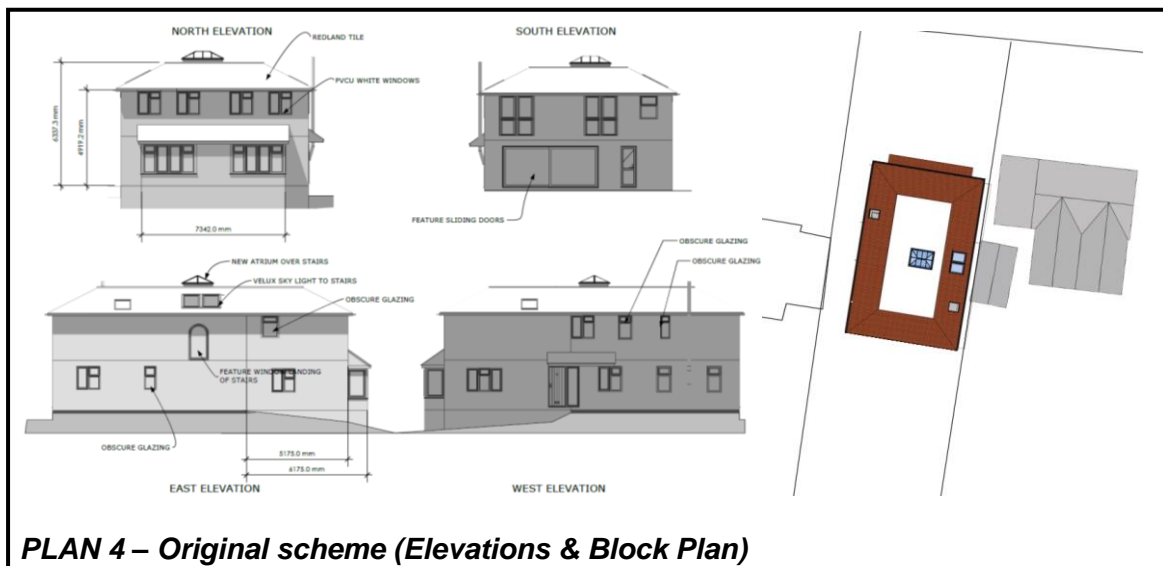 NORTH ELEVATION
REDLAND TILE
PVCU WHITE WINDOWS
6337.3 mm
4919.2 mm
7342.0 mm
SOUTH ELEVATION
FEATURE SLIDING DOORS
NEW ATRIUM OVER STAIRS
VELUX SKY LIGHT TO STAIRS
OBSCURE GLAZING
FEATURE WINDOW LANDING
OF STAIRS
OBSCURE GLAZING
5175.0 mm
6175.0 mm
EAST ELEVATION
OBSCURE GLAZING
OBSCURE GLAZING
WEST ELEVATION
PLAN 4 – Original scheme (Elevations & Block Plan)